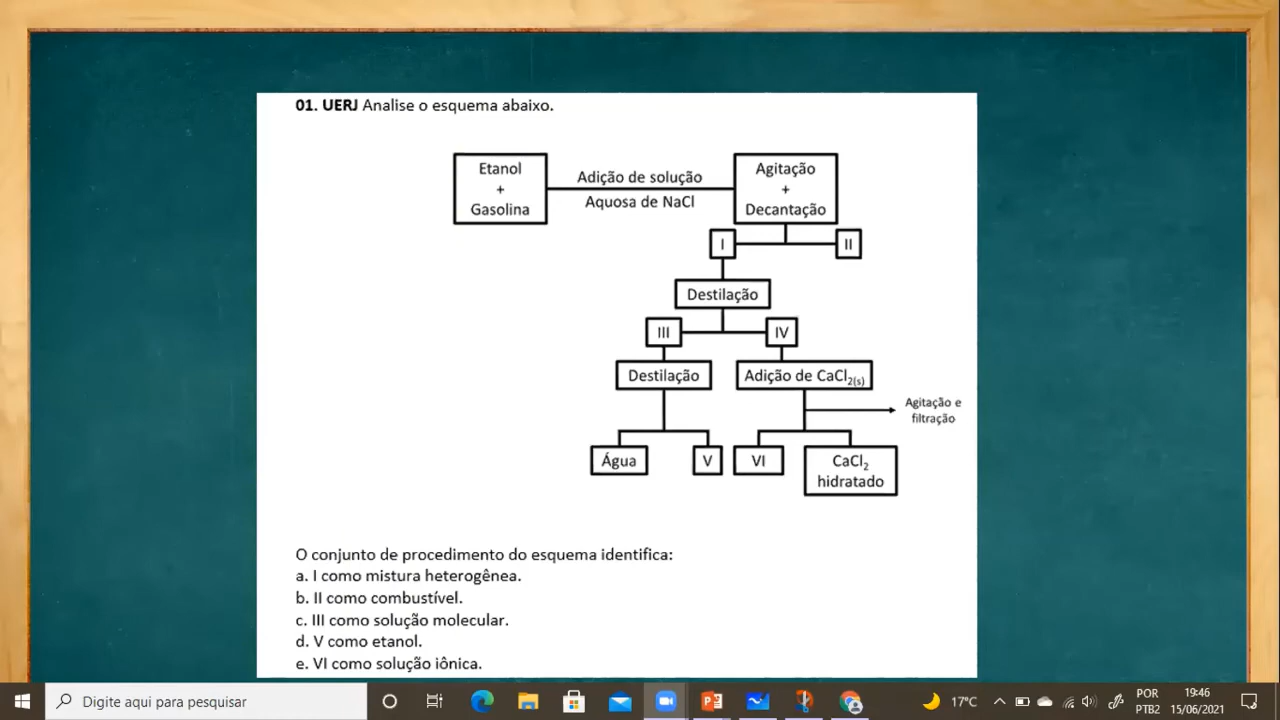 01. UERJ Analise o esquema abaixo.
Etanol
+
Gasolina
Adição de solução
Aquosa de NaCl
Agitação
+
Decantação
I
II
Destilação
III
IV
Destilação
Adição de CaCl2(s)
Agitação e
filtração
Água
V
VI
CaCl2
hidratado
O conjunto de procedimento do esquema identifica:
a. I como mistura heterogênea.
b. II como combustível.
c. III como solução molecular.
d. V como etanol.
e. VI como solução iônica.
Digite aqui para pesquisar
17°C
POR
PTB2
19:46
15/06/2021